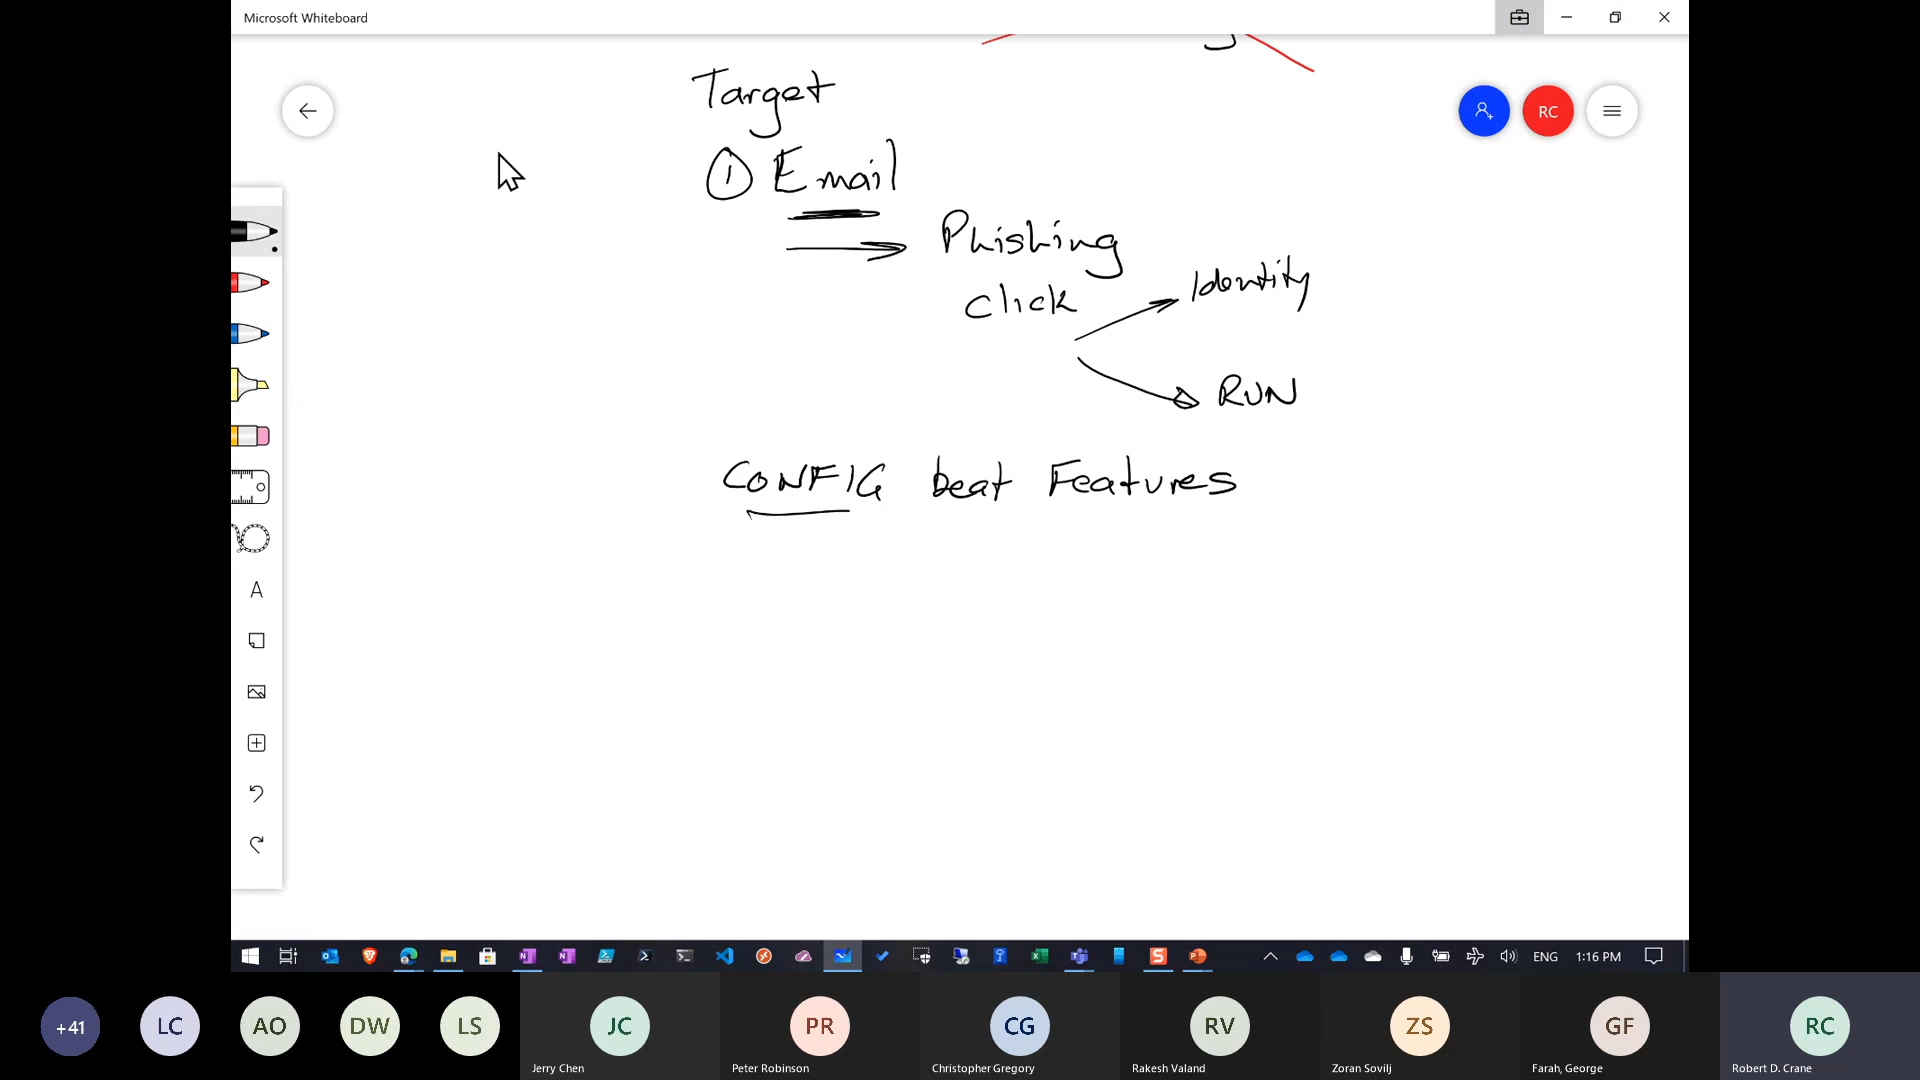 Microsoft Whiteboard
Target
① Email
Phishing
click
Identity
RUN
CONFIG beat Features
RC
A
ENG
1:16 PM
+41
LC
AO
DW
LS
JC
PR
CG
RV
ZS
GF
RC
Jerry Chen
Peter Robinson
Christopher Gregory
Rakesh Valand
Zoran Sovilj
Farah, George
Robert D. Crane